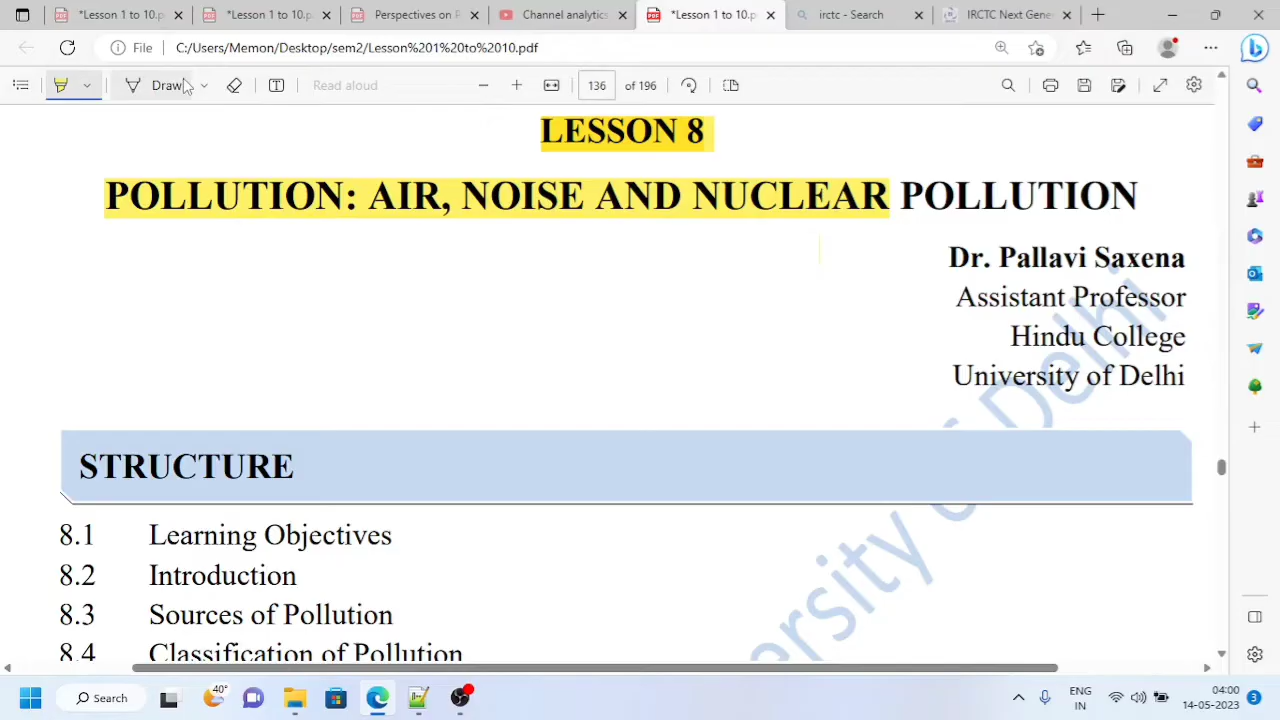 *Lesson 1 to 10.p
*Lesson 1 to 10.p
Perspectives on P
Channel analytics
*Lesson 1 to 10.p
irctc - Search
IRCTC Next Gene
File
C:/Users/Memon/Desktop/sem2/Lesson%201%20to%2010.pdf
Draw
Read aloud
136
of 196
LESSON 8
POLLUTION: AIR, NOISE AND NUCLEAR POLLUTION
Dr. Pallavi Saxena
Assistant Professor
Hindu College
University of Delhi
STRUCTURE
8.1 Learning Objectives
8.2 Introduction
8.3 Sources of Pollution
8.4 Classification of Pollution
Search
40°
ENG
IN
04:00
14-05-2023
3